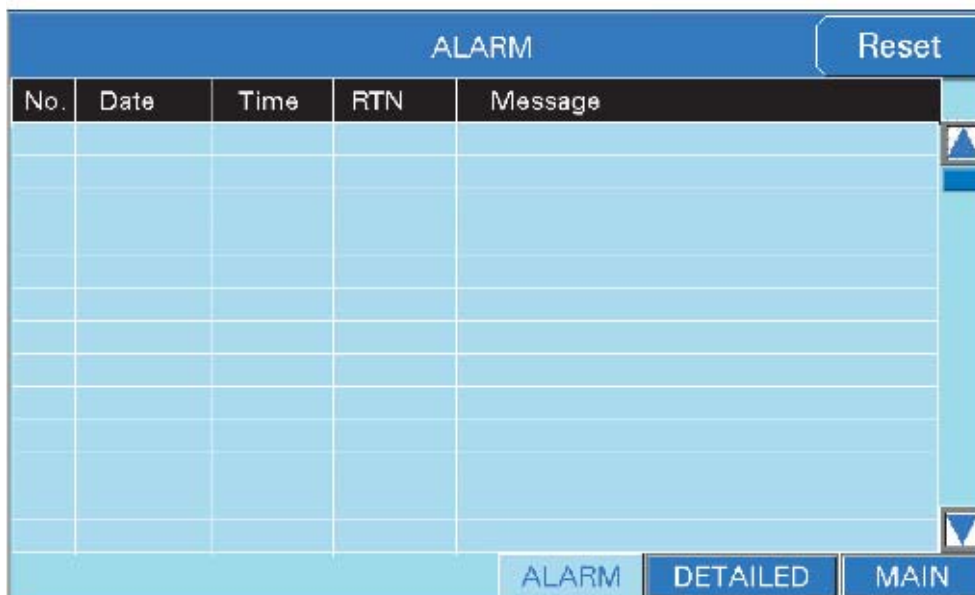 ALARM Reset
No. Date Time RTN Message
ALARM DETAILED MAIN